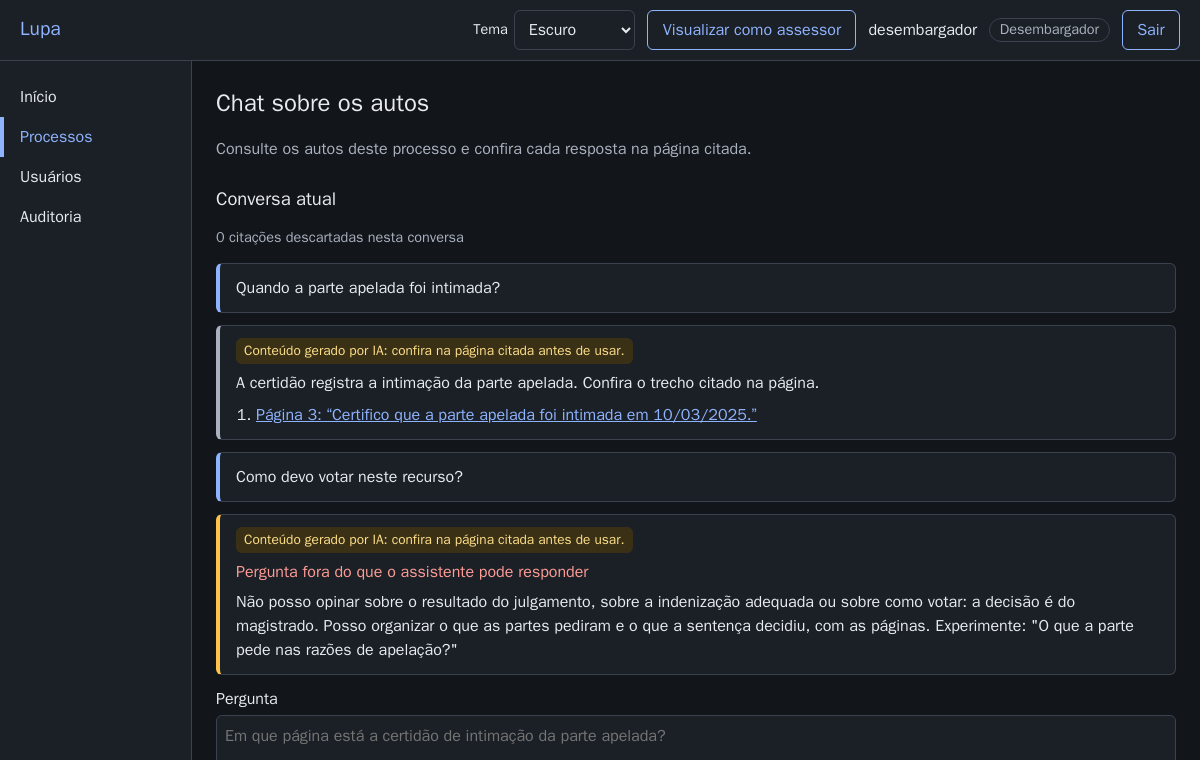 Lupa
Tema
Escuro
Visualizar como assessor
desembargador
Desembargador
Sair
Início
Processos
Usuários
Auditoria
Chat sobre os autos
Consulte os autos deste processo e confira cada resposta na página citada.
Conversa atual
0 citações descartadas nesta conversa
Quando a parte apelada foi intimada?
Conteúdo gerado por IA: confira na página citada antes de usar.
A certidão registra a intimação da parte apelada. Confira o trecho citado na página.
1. Página 3: “Certifico que a parte apelada foi intimada em 10/03/2025.”
Como devo votar neste recurso?
Conteúdo gerado por IA: confira na página citada antes de usar.
Pergunta fora do que o assistente pode responder
Não posso opinar sobre o resultado do julgamento, sobre a indenização adequada ou sobre como votar: a decisão é do
magistrado. Posso organizar o que as partes pediram e o que a sentença decidiu, com as páginas. Experimente: "O que a parte
pede nas razões de apelação?"
Pergunta
Em que página está a certidão de intimação da parte apelada?